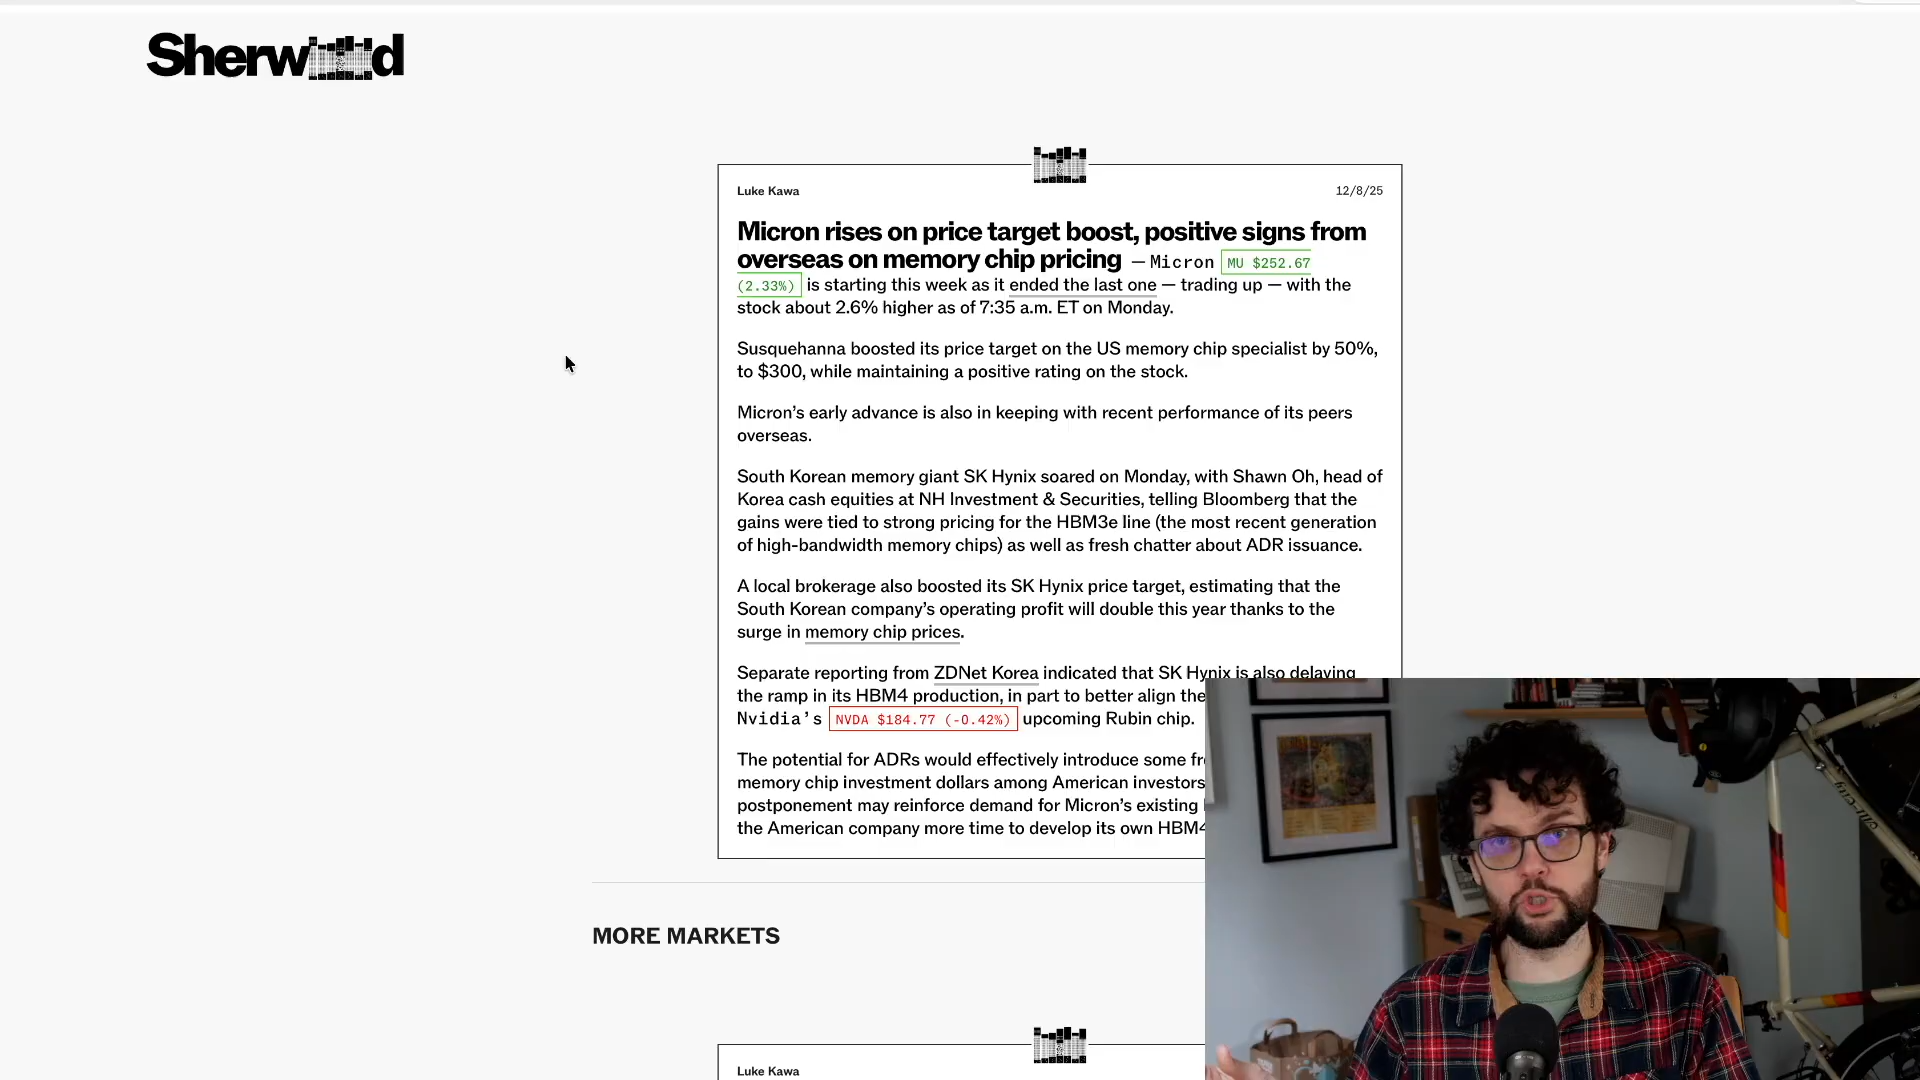 Sherwood
Luke Kawa
12/8/25
Micron rises on price target boost, positive signs from
overseas on memory chip pricing — Micron MU $252.67
(2.33%) is starting this week as it ended the last one — trading up — with the
stock about 2.6% higher as of 7:35 a.m. ET on Monday.
Susquehanna boosted its price target on the US memory chip specialist by 50%,
to $300, while maintaining a positive rating on the stock.
Micron’s early advance is also in keeping with recent performance of its peers
overseas.
South Korean memory giant SK Hynix soared on Monday, with Shawn Oh, head of
Korea cash equities at NH Investment & Securities, telling Bloomberg that the
gains were tied to strong pricing for the HBM3e line (the most recent generation
of high-bandwidth memory chips) as well as fresh chatter about ADR issuance.
A local brokerage also boosted its SK Hynix price target, estimating that the
South Korean company’s operating profit will double this year thanks to the
surge in memory chip prices.
Separate reporting from ZDNet Korea indicated that SK Hynix is also delaying
the ramp in its HBM4 production, in part to better align the
Nvidia’s NVDA $184.77 (-0.42%) upcoming Rubin chip.
The potential for ADRs would effectively introduce some fr
memory chip investment dollars among American investors
postponement may reinforce demand for Micron’s existing
the American company more time to develop its own HBM4
MORE MARKETS
Luke Kawa